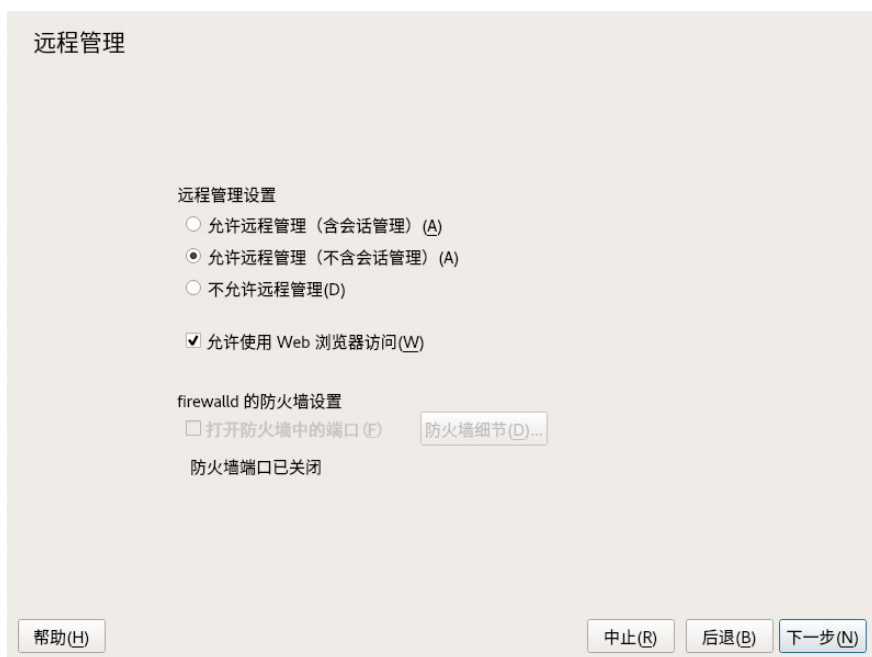 远程管理
远程管理设置
允许远程管理（含会话管理）(A)
允许远程管理（不含会话管理）(A)
不允许远程管理(D)
允许使用 Web 浏览器访问(W)
firewalld 的防火墙设置
打开防火墙中的端口(F) 防火墙细节(D)...
防火墙端口已关闭
帮助(H) 中止(R) 后退(B) 下一步(N)